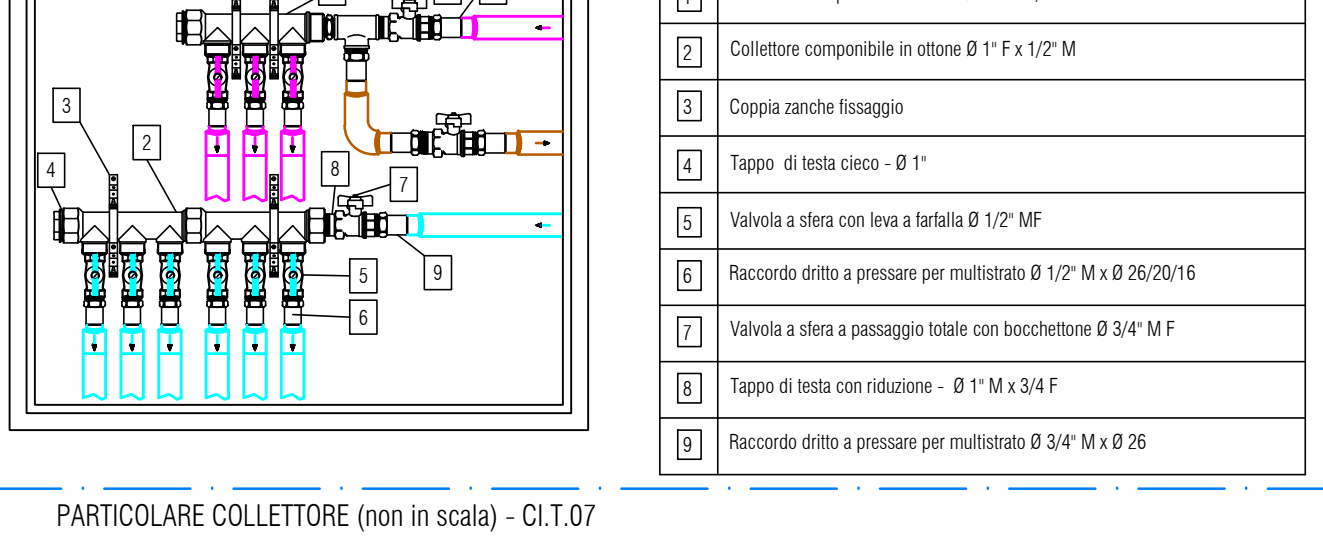 2 Collettore componibile in ottone Ø 1" F x 1/2" M
3 Coppia zanche fissaggio
4 Tappo di testa cieco - Ø 1"
5 Valvola a sfera con leva a farfalla Ø 1/2" MF
6 Raccordo dritto a pressare per multistrato Ø 1/2" M x Ø 26/20/16
7 Valvola a sfera a passaggio totale con bocchettone Ø 3/4" M F
8 Tappo di testa con riduzione - Ø 1" M x 3/4 F
9 Raccordo dritto a pressare per multistrato Ø 3/4" M x Ø 26
3
2
4
8
7
5
9
6
PARTICOLARE COLLETTORE (non in scala) - CI.T.07